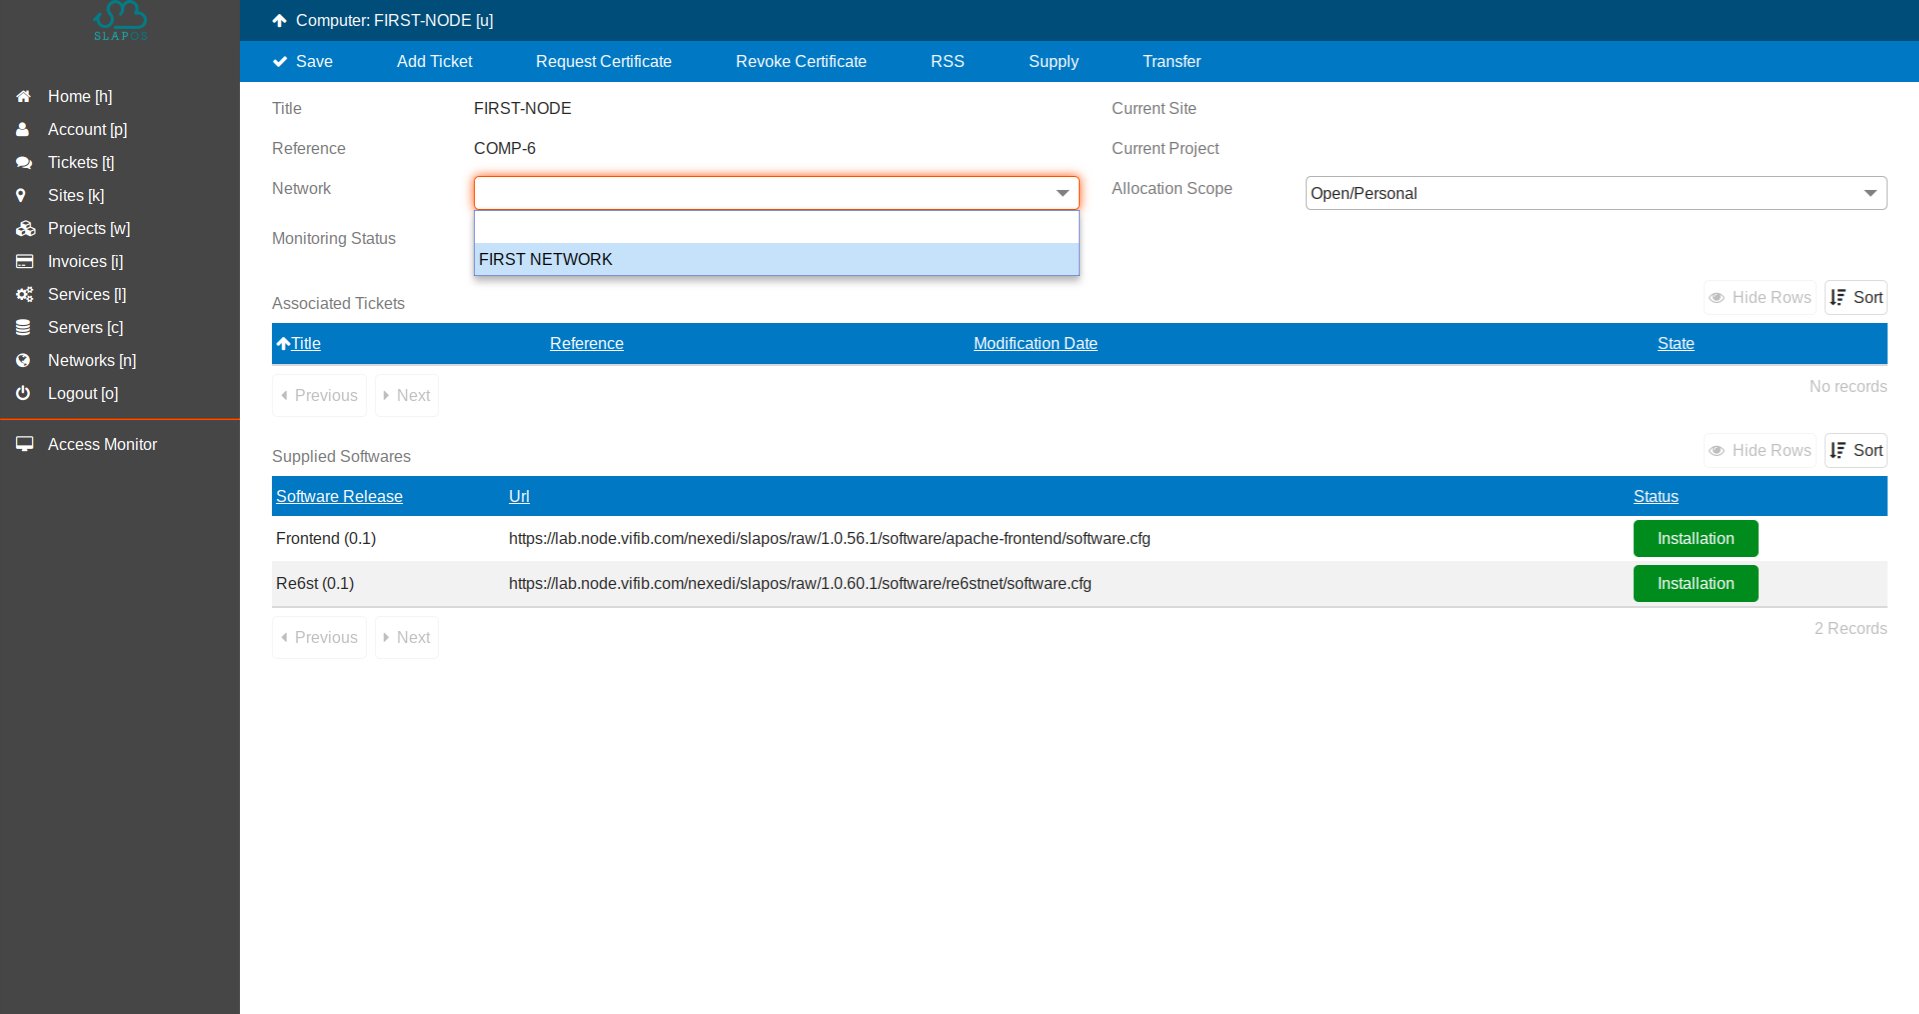 SLAPOS
Home [h]
Account [p]
Tickets [t]
Sites [k]
Projects [w]
Invoices [i]
Services [l]
Servers [c]
Networks [n]
Logout [o]
Access Monitor
Computer: FIRST-NODE [u]
Save Add Ticket Request Certificate Revoke Certificate RSS Supply Transfer
Title FIRST-NODE Current Site
Reference COMP-6 Current Project
Network Allocation Scope Open/Personal
Monitoring Status
FIRST NETWORK
Associated Tickets Hide Rows Sort
Title Reference Modification Date State
Previous Next No records
Supplied Softwares Hide Rows Sort
Software Release Url Status
Frontend (0.1) https://lab.node.vifib.com/nexedi/slapos/raw/1.0.56.1/software/apache-frontend/software.cfg Installation
Re6st (0.1) https://lab.node.vifib.com/nexedi/slapos/raw/1.0.60.1/software/re6stnet/software.cfg Installation
Previous Next 2 Records